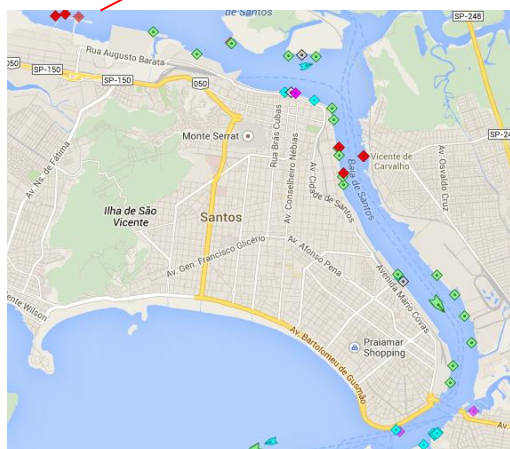 de Santos
SP-248
Rua Augusto Barata
SP-150
050
SP-150
Monte Serrat
Rua Brás Cubas
Av. Conselheiro Nébias
Av. Cidade de Santos
Baia de Santos
Vicente de
Carvalho
Av. Osvaldo Cruz
SP-24
Av. Ns. de Fátima
Ilha de São
Vicente
Santos
Av. Gen. Francisco Glicério
Av. Afonso Pena
Avenida Mário Covas
ente Wilson
Av. Bartolomeu de Gusmão
Praiamar
Shopping
Av.